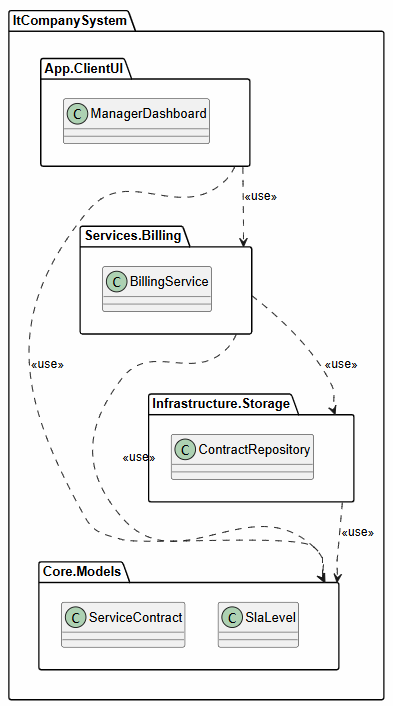 ItCompanySystem
App.ClientUI
C ManagerDashboard
«use»
Services.Billing
C BillingService
«use»
«use»
Infrastructure.Storage
C ContractRepository
«use»
«use»
Core.Models
C ServiceContract
C SlaLevel